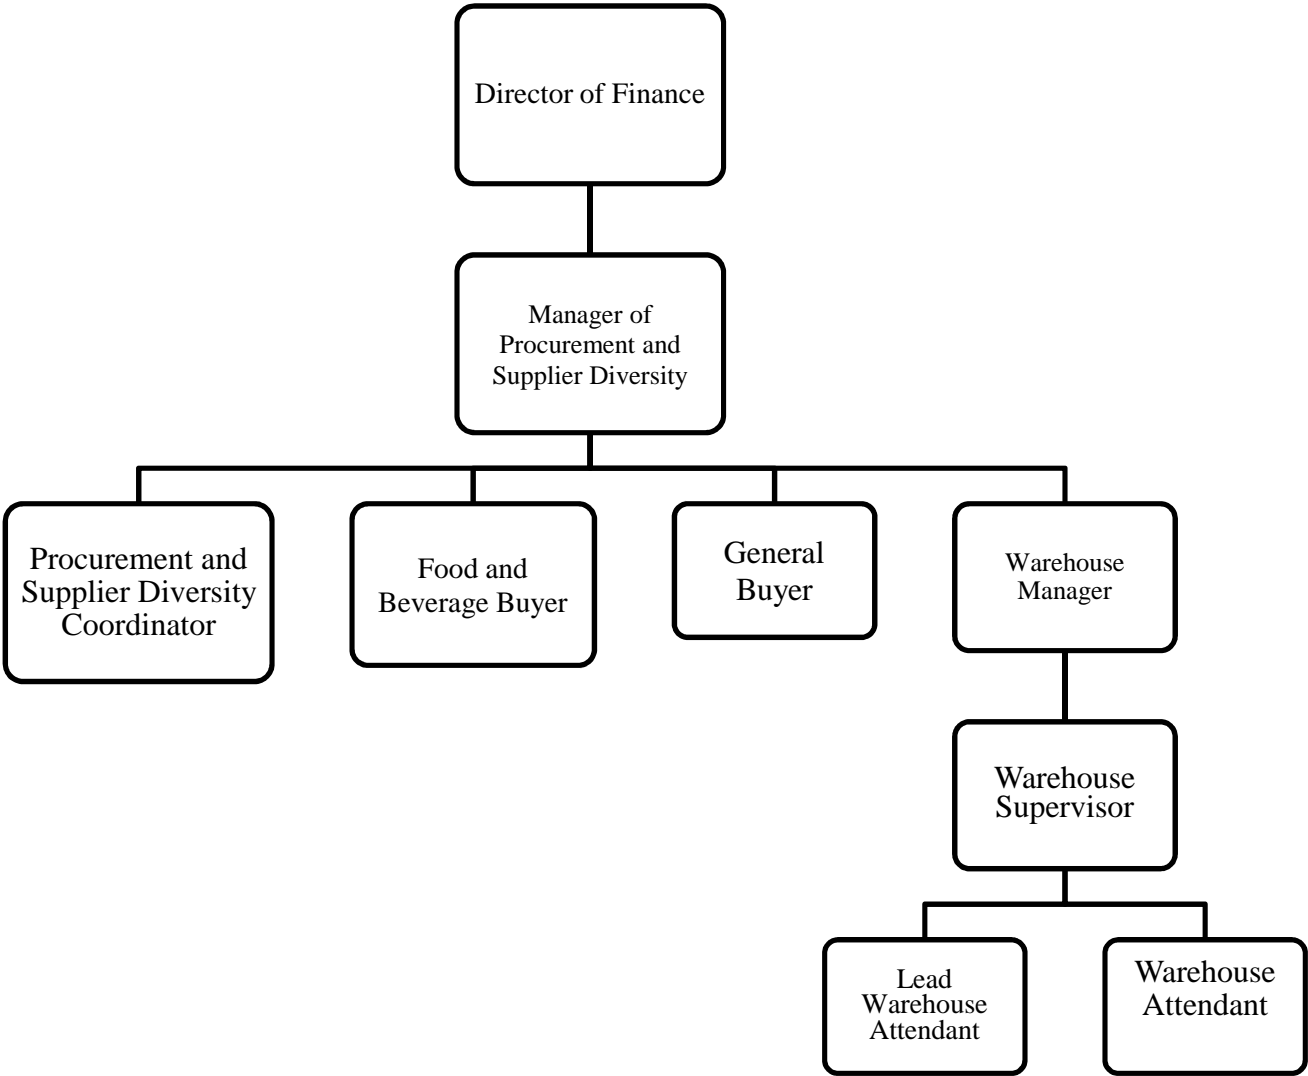 Director of Finance
Manager of
Procurement and
Supplier Diversity
Procurement and
Supplier Diversity
Coordinator
Food and
Beverage Buyer
General
Buyer
Warehouse
Manager
Warehouse
Supervisor
Lead
Warehouse
Attendant
Warehouse
Attendant